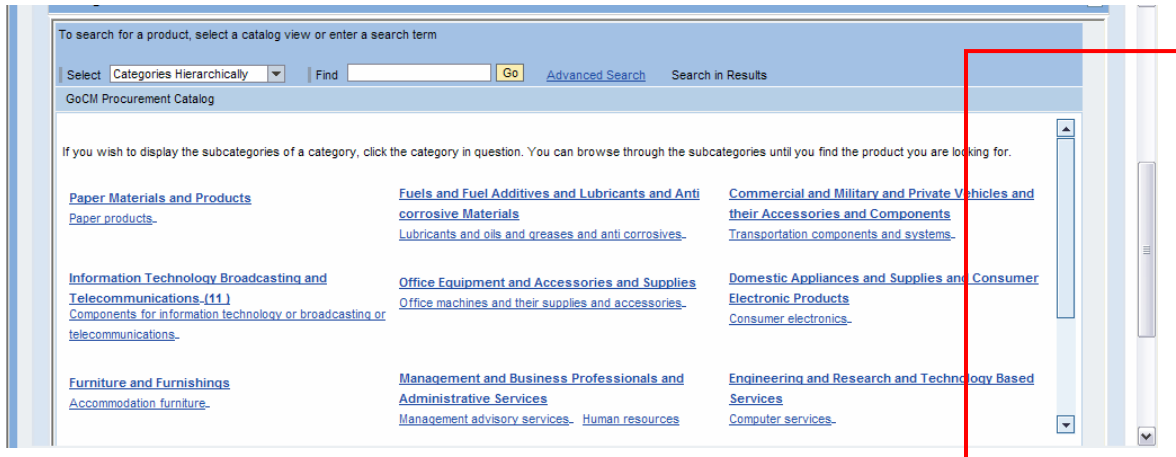 To search for a product, select a catalog view or enter a search term
Select Categories Hierarchically Find Go Advanced Search Search in Results
GoCM Procurement Catalog
If you wish to display the subcategories of a category, click the category in question. You can browse through the subcategories until you find the product you are looking for.
Paper Materials and Products
Paper products
Fuels and Fuel Additives and Lubricants and Anti
corrosive Materials
Lubricants and oils and greases and anti corrosives
Commercial and Military and Private Vehicles and
their Accessories and Components
Transportation components and systems
Information Technology Broadcasting and
Telecommunications (11 )
Components for information technology or broadcasting or
telecommunications
Office Equipment and Accessories and Supplies
Office machines and their supplies and accessories
Domestic Appliances and Supplies and Consumer
Electronic Products
Consumer electronics
Furniture and Furnishings
Accommodation furniture
Management and Business Professionals and
Administrative Services
Management advisory services Human resources
Engineering and Research and Technology Based
Services
Computer services